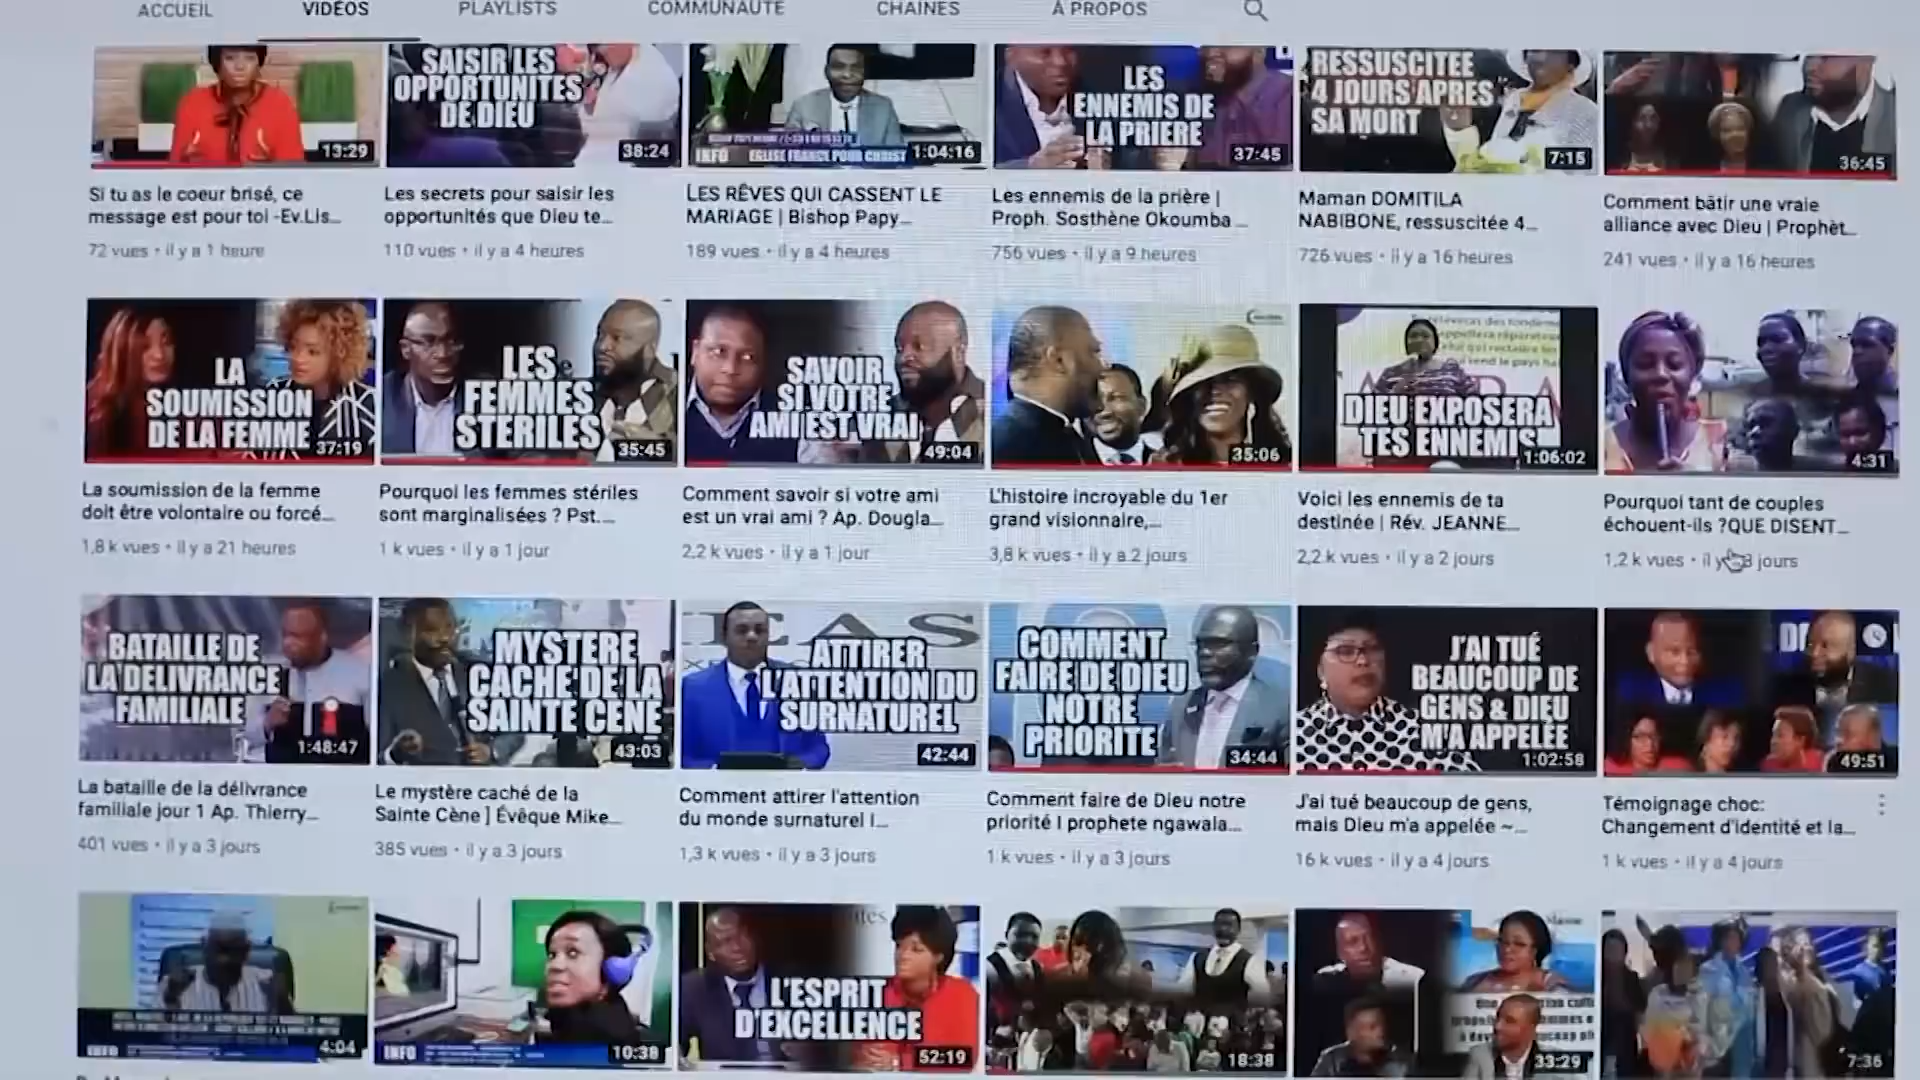 ACCUEIL
VIDÉOS
PLAYLISTS
COMMUNAUTÉ
CHAÎNES
À PROPOS
13:29
SAISIR LES
OPPORTUNITES
DE DIEU
38:24
INFO
EGLISE FRANCE POUR CHRIST
1:04:16
LES
ENNEMIS DE
LA PRIERE
37:45
RESSUSCITEE
4 JOURS APRES
SA MORT
7:15
36:45
Si tu as le coeur brisé, ce
message est pour toi -Ev.Lis...
72 vues • il y a 1 heure
Les secrets pour saisir les
opportunités que Dieu te...
110 vues • il y a 4 heures
LES RÊVES QUI CASSENT LE
MARIAGE | Bishop Papy...
189 vues • il y a 4 heures
Les ennemis de la prière |
Proph. Sosthène Okoumba ...
756 vues • il y a 9 heures
Maman DOMITILA
NABIBONE, ressuscitée 4...
726 vues • il y a 16 heures
Comment bâtir une vraie
alliance avec Dieu | Prophèt...
241 vues • il y a 16 heures
LA
SOUMISSION
DE LA FEMME
37:19
LES
FEMMES
STERILES
35:45
SAVOIR
SI VOTRE
AMI EST VRAI
49:04
35:06
DIEU EXPOSERA
TES ENNEMIS
1:06:02
4:31
La soumission de la femme
doit être volontaire ou forcé...
1,8 k vues • il y a 21 heures
Pourquoi les femmes stériles
sont marginalisées ? Pst....
1 k vues • il y a 1 jour
Comment savoir si votre ami
est un vrai ami ? Ap. Dougla...
2,2 k vues • il y a 1 jour
L'histoire incroyable du 1er
grand visionnaire,...
3,8 k vues • il y a 2 jours
Voici les ennemis de ta
destinée | Rév. JEANNE...
2,2 k vues • il y a 2 jours
Pourquoi tant de couples
échouent-ils ?QUE DISENT...
1,2 k vues • il y a 3 jours
BATAILLE DE
LA DELIVRANCE
FAMILIALE
1:48:47
MYSTERE
CACHE DE LA
SAINTE CENE
43:03
ATTIRER
L'ATTENTION DU
SURNATUREL
42:44
COMMENT
FAIRE DE DIEU
NOTRE
PRIORITE
34:44
J'AI TUÉ
BEAUCOUP DE
GENS & DIEU
M'A APPELÉE
1:02:58
49:51
La bataille de la délivrance
familiale jour 1 Ap. Thierry...
401 vues • il y a 3 jours
Le mystère caché de la
Sainte Cène ] Évêque Mike...
385 vues • il y a 3 jours
Comment attirer l'attention
du monde surnaturel I...
1,3 k vues • il y a 3 jours
Comment faire de Dieu notre
priorité I prophete ngawala...
1 k vues • il y a 3 jours
J'ai tué beaucoup de gens,
mais Dieu m'a appelée ~...
16 k vues • il y a 4 jours
Témoignage choc:
Changement d'identité et la...
1 k vues • il y a 4 jours
INFO
4:04
INFO
10:38
L'ESPRIT
D'EXCELLENCE
52:19
18:38
33:29
7:36